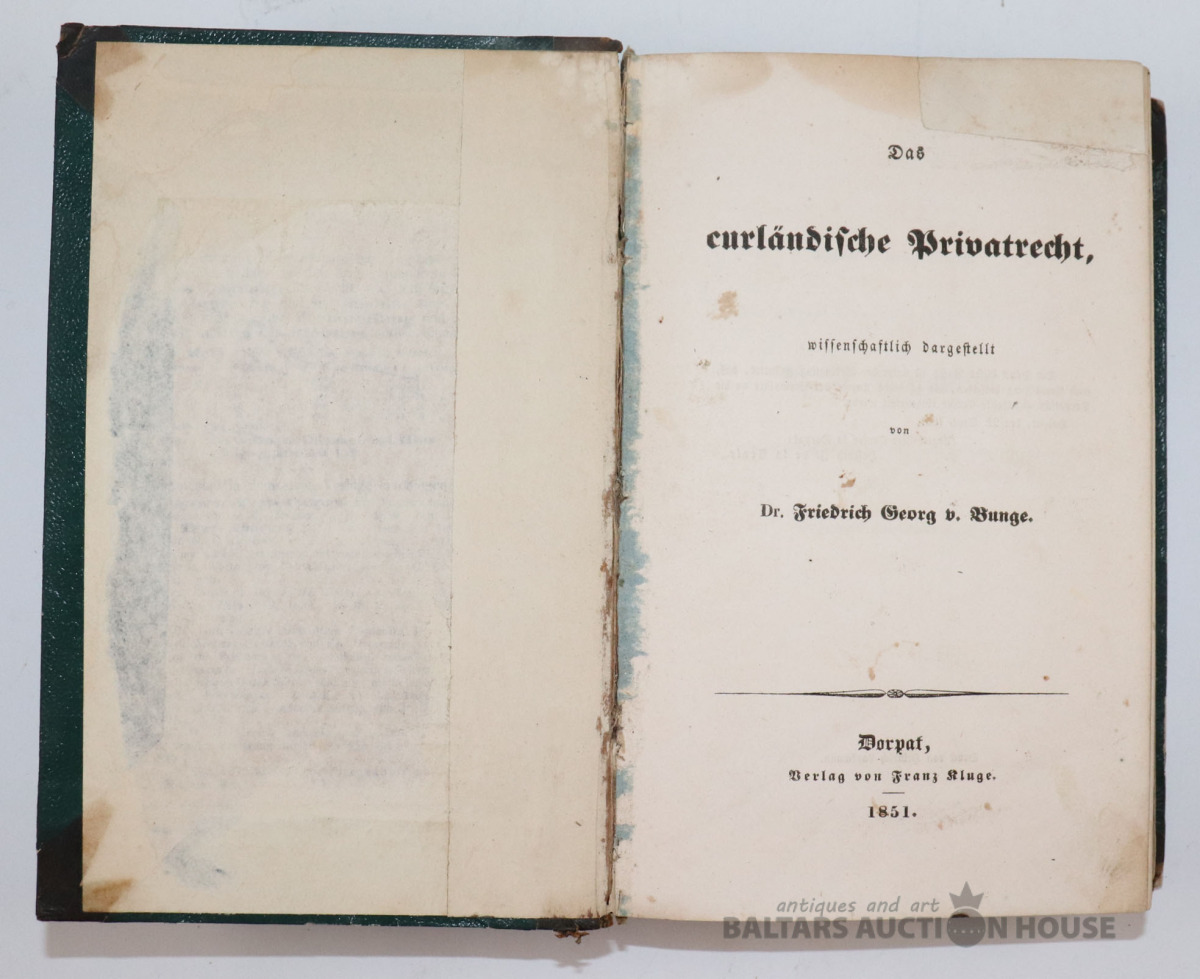 Das
curländische Privatrecht,
wissenschaftlich dargestellt
von
Dr. Friedrich Georg v. Bunge.
Dorpat,
Verlag von Franz Kluge.
1851.
antiques and art
BALTARS AUCTION HOUSE